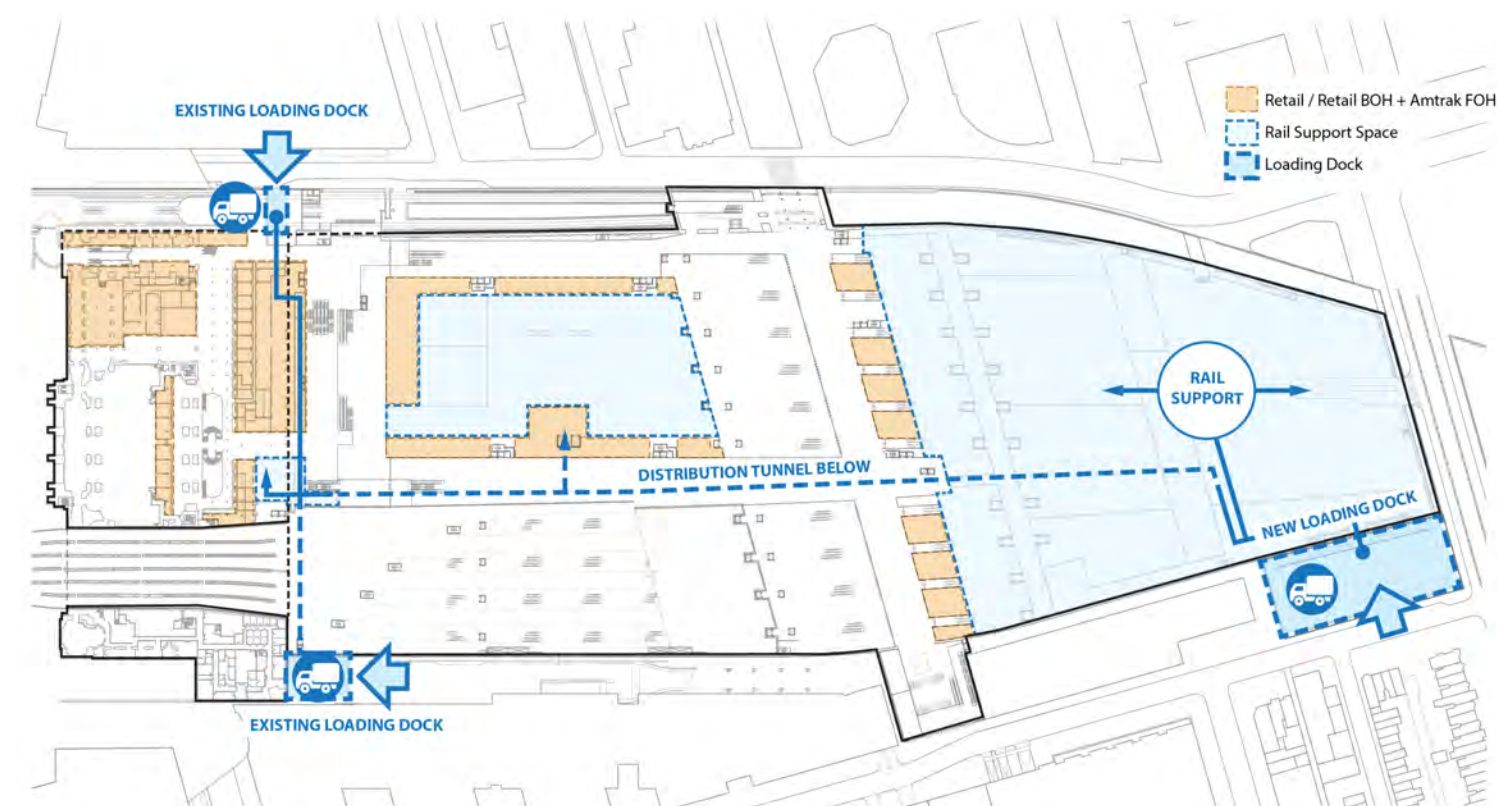 EXISTING LOADING DOCK
Retail / Retail BOH + Amtrak FOH
Rail Support Space
Loading Dock
RAIL
SUPPORT
DISTRIBUTION TUNNEL BELOW
NEW LOADING DOCK
EXISTING LOADING DOCK